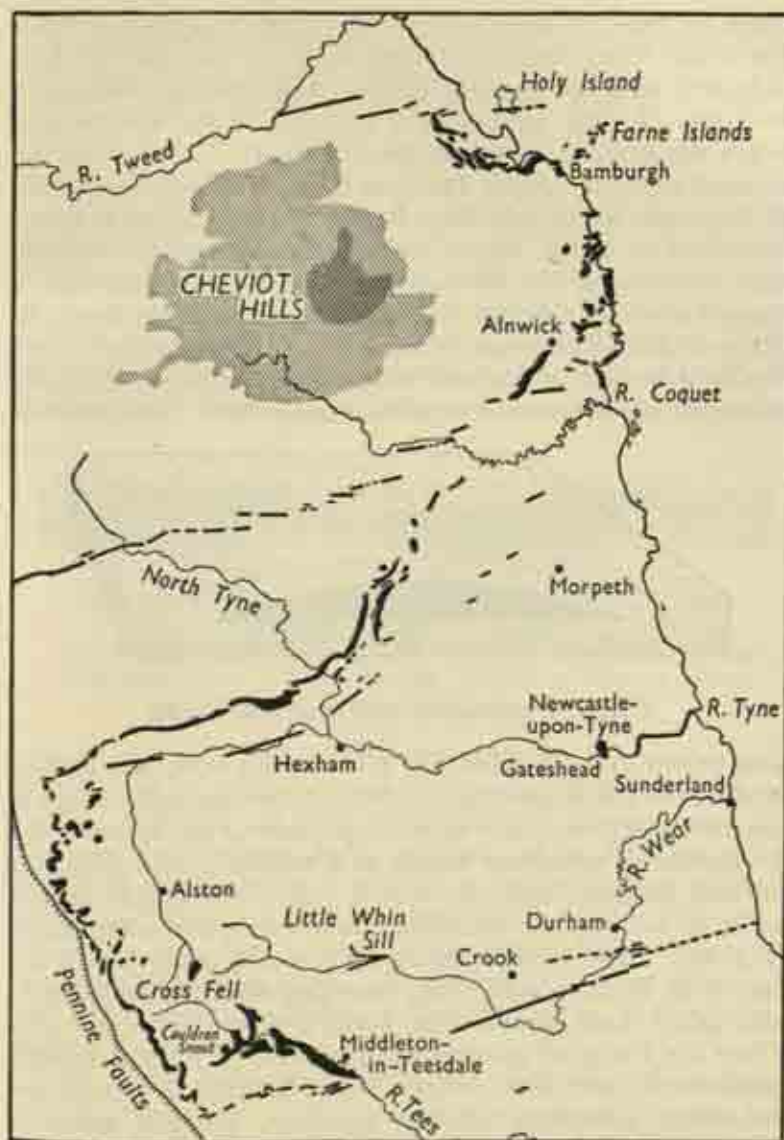 Holy Island
Farne Islands
R. Tweed
Bamburgh
CHEVIOT
HILLS
Alnwick
R. Coquet
North Tyne
Morpeth
Newcastle-
upon-Tyne
R. Tyne
Hexham
Gateshead
Sunderland
R. Wear
Alston
Little Whin
Sill
Durham
Crook
Cross Fell
Pennine Faults
Cauldron
Snout
Middleton-
in-Teesdale
R. Tees